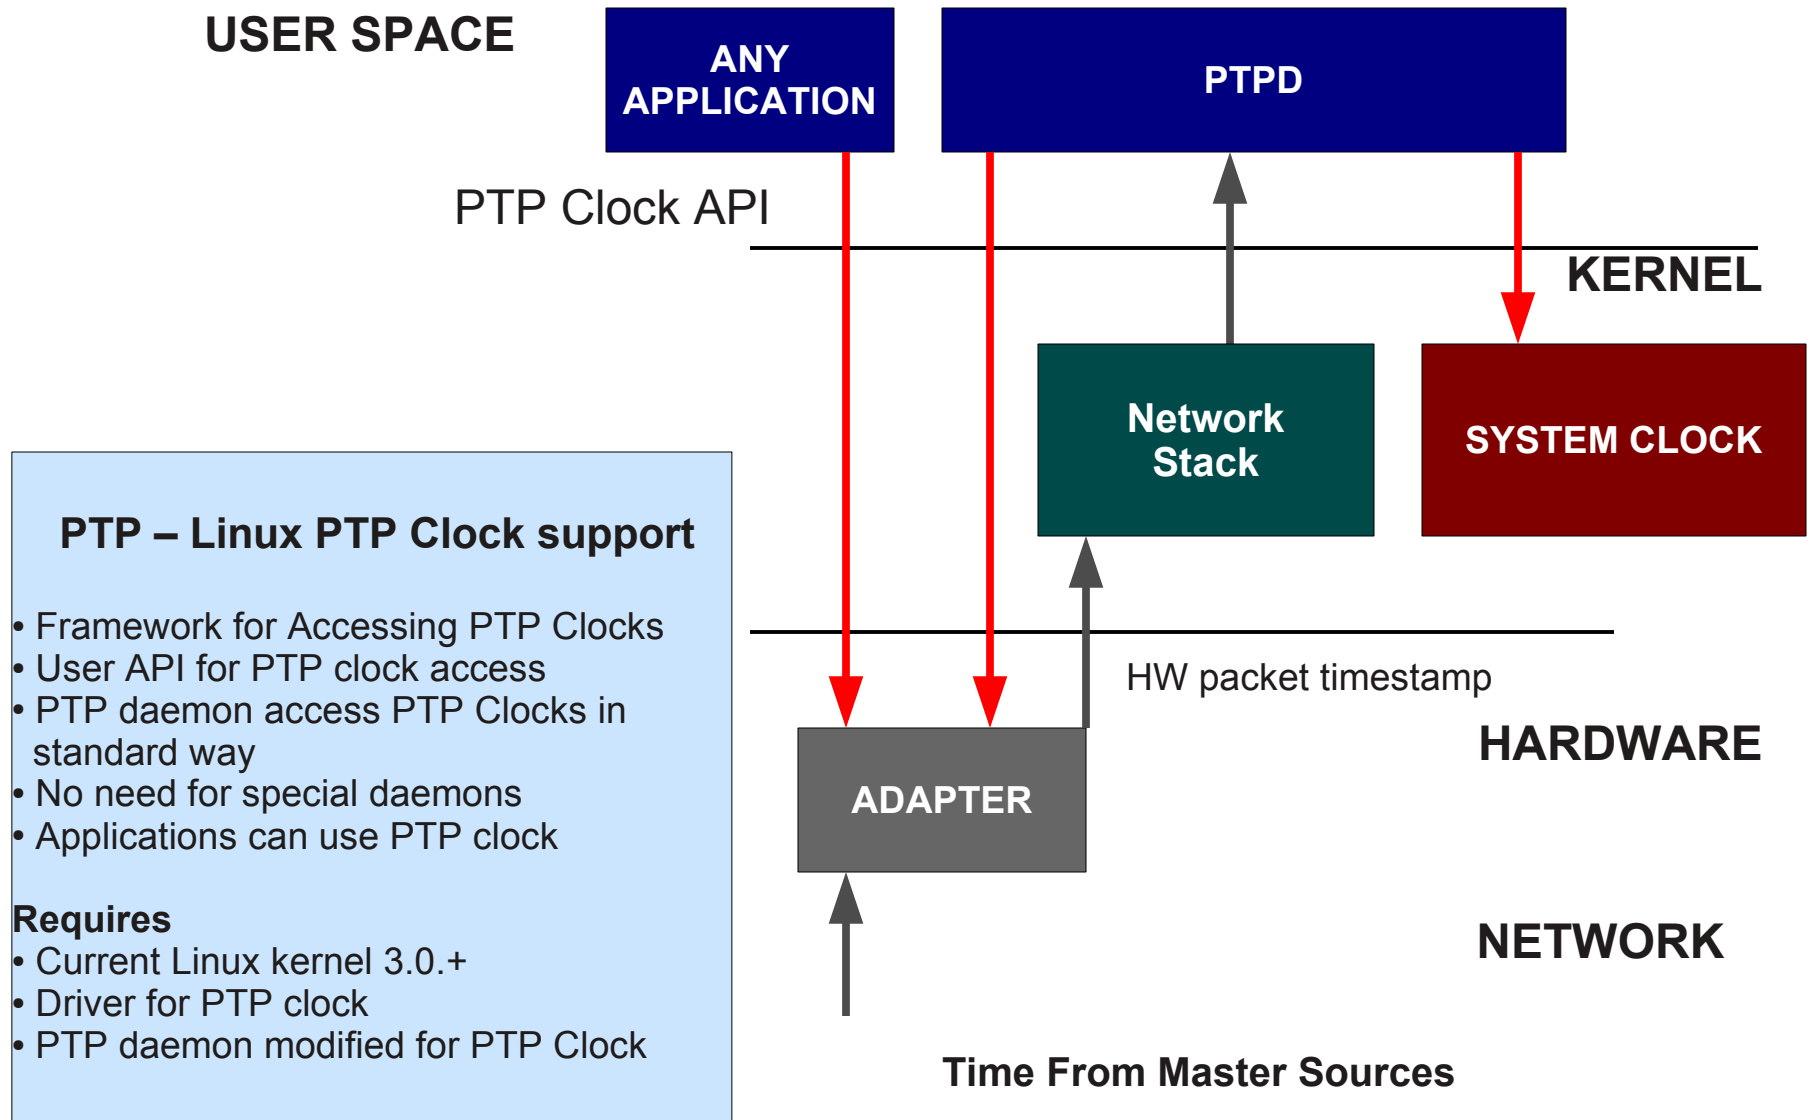 USER SPACE
ANY
APPLICATION
PTPD
PTP Clock API
KERNEL
Network
Stack
SYSTEM CLOCK
PTP – Linux PTP Clock support
• Framework for Accessing PTP Clocks
• User API for PTP clock access
• PTP daemon access PTP Clocks in
standard way
• No need for special daemons
• Applications can use PTP clock
Requires
• Current Linux kernel 3.0.+
• Driver for PTP clock
• PTP daemon modified for PTP Clock
HW packet timestamp
HARDWARE
ADAPTER
NETWORK
Time From Master Sources